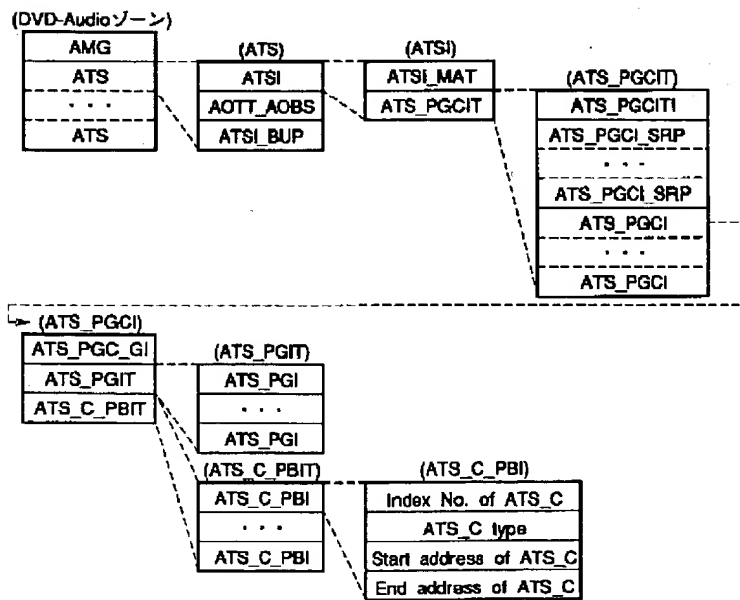 (DVD-Audioゾーン)
AMG
ATS
・・・
ATS
(ATS)
ATSI
AOTT_AOBS
ATSI_BUP
(ATSI)
ATSI_MAT
ATS_PGCIT
(ATS_PGCIT)
ATS_PGCITI
ATS_PGCI_SRP
・・・
ATS_PGCI_SRP
ATS_PGCI
・・・
ATS_PGCI
(ATS_PGCI)
ATS_PGC_GI
ATS_PGIT
ATS_C_PBIT
(ATS_PGIT)
ATS_PGI
・・・
ATS_PGI
(ATS_C_PBIT)
ATS_C_PBI
・・・
ATS_C_PBI
(ATS_C_PBI)
Index No. of ATS_C
ATS_C type
Start address of ATS_C
End address of ATS_C